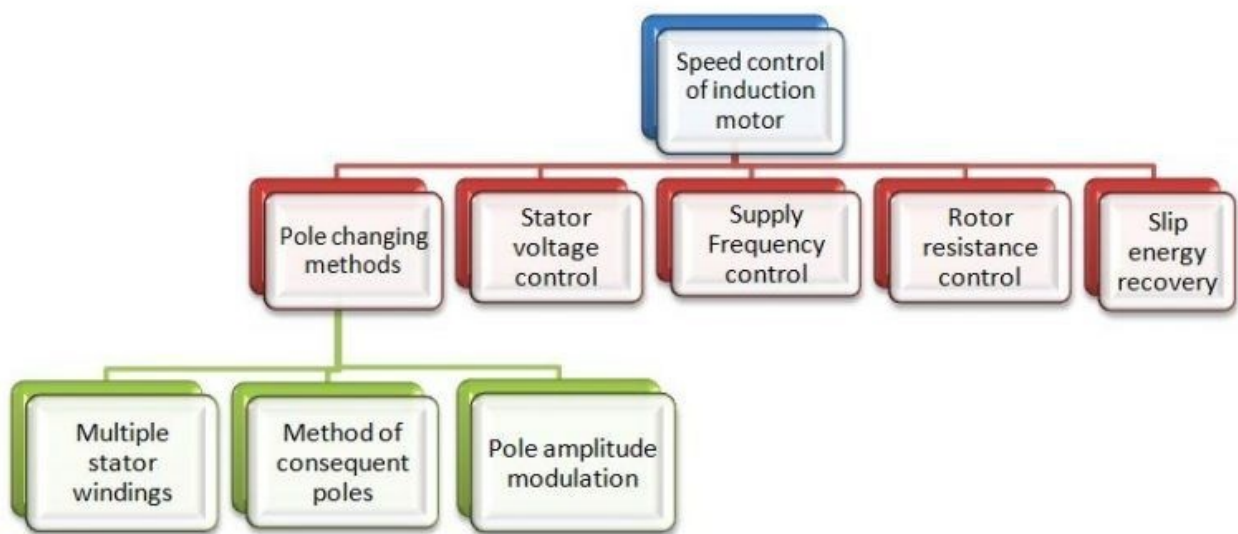 Speed control
of induction
motor
Pole changing
methods
Stator
voltage
control
Supply
Frequency
control
Rotor
resistance
control
Slip
energy
recovery
Multiple
stator
windings
Method of
consequent
poles
Pole amplitude
modulation